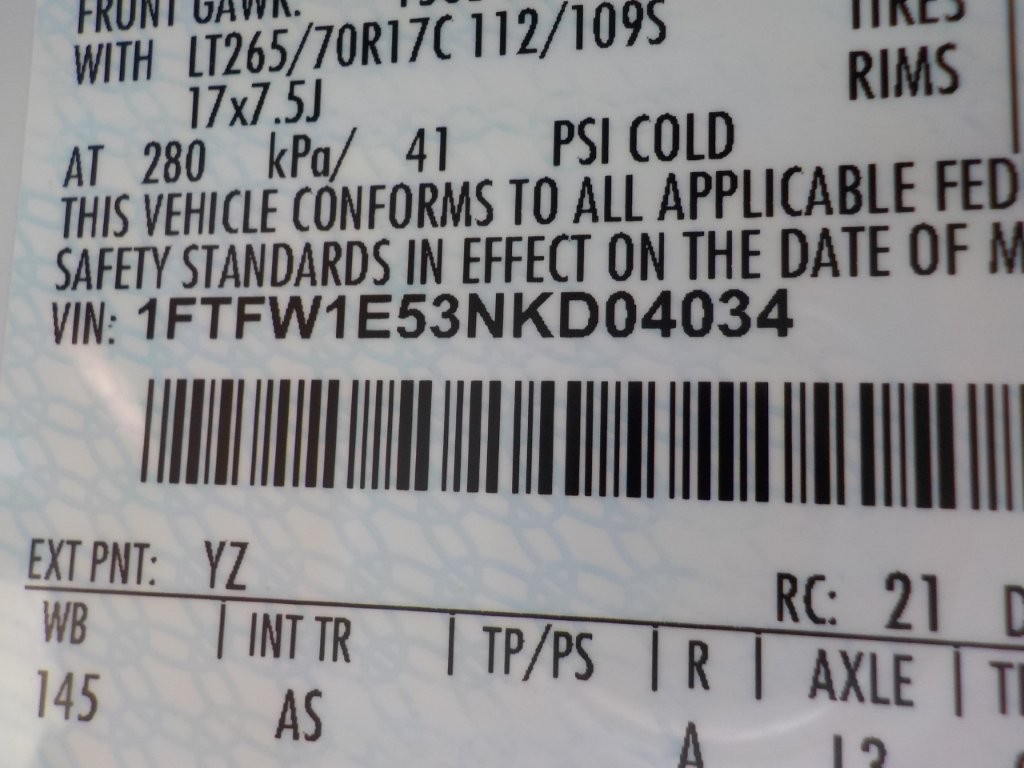 FRONT GAWR:
TIRES
WITH LT265/70R17C 112/109S
RIMS
17x7.5J
AT 280 kPa/ 41 PSI COLD
THIS VEHICLE CONFORMS TO ALL APPLICABLE FED
SAFETY STANDARDS IN EFFECT ON THE DATE OF M
VIN: 1FTFW1E53NKD04034
EXT PNT: YZ RC: 21 D
WB | INT TR | TP/PS | R | AXLE |
145 AS A L3